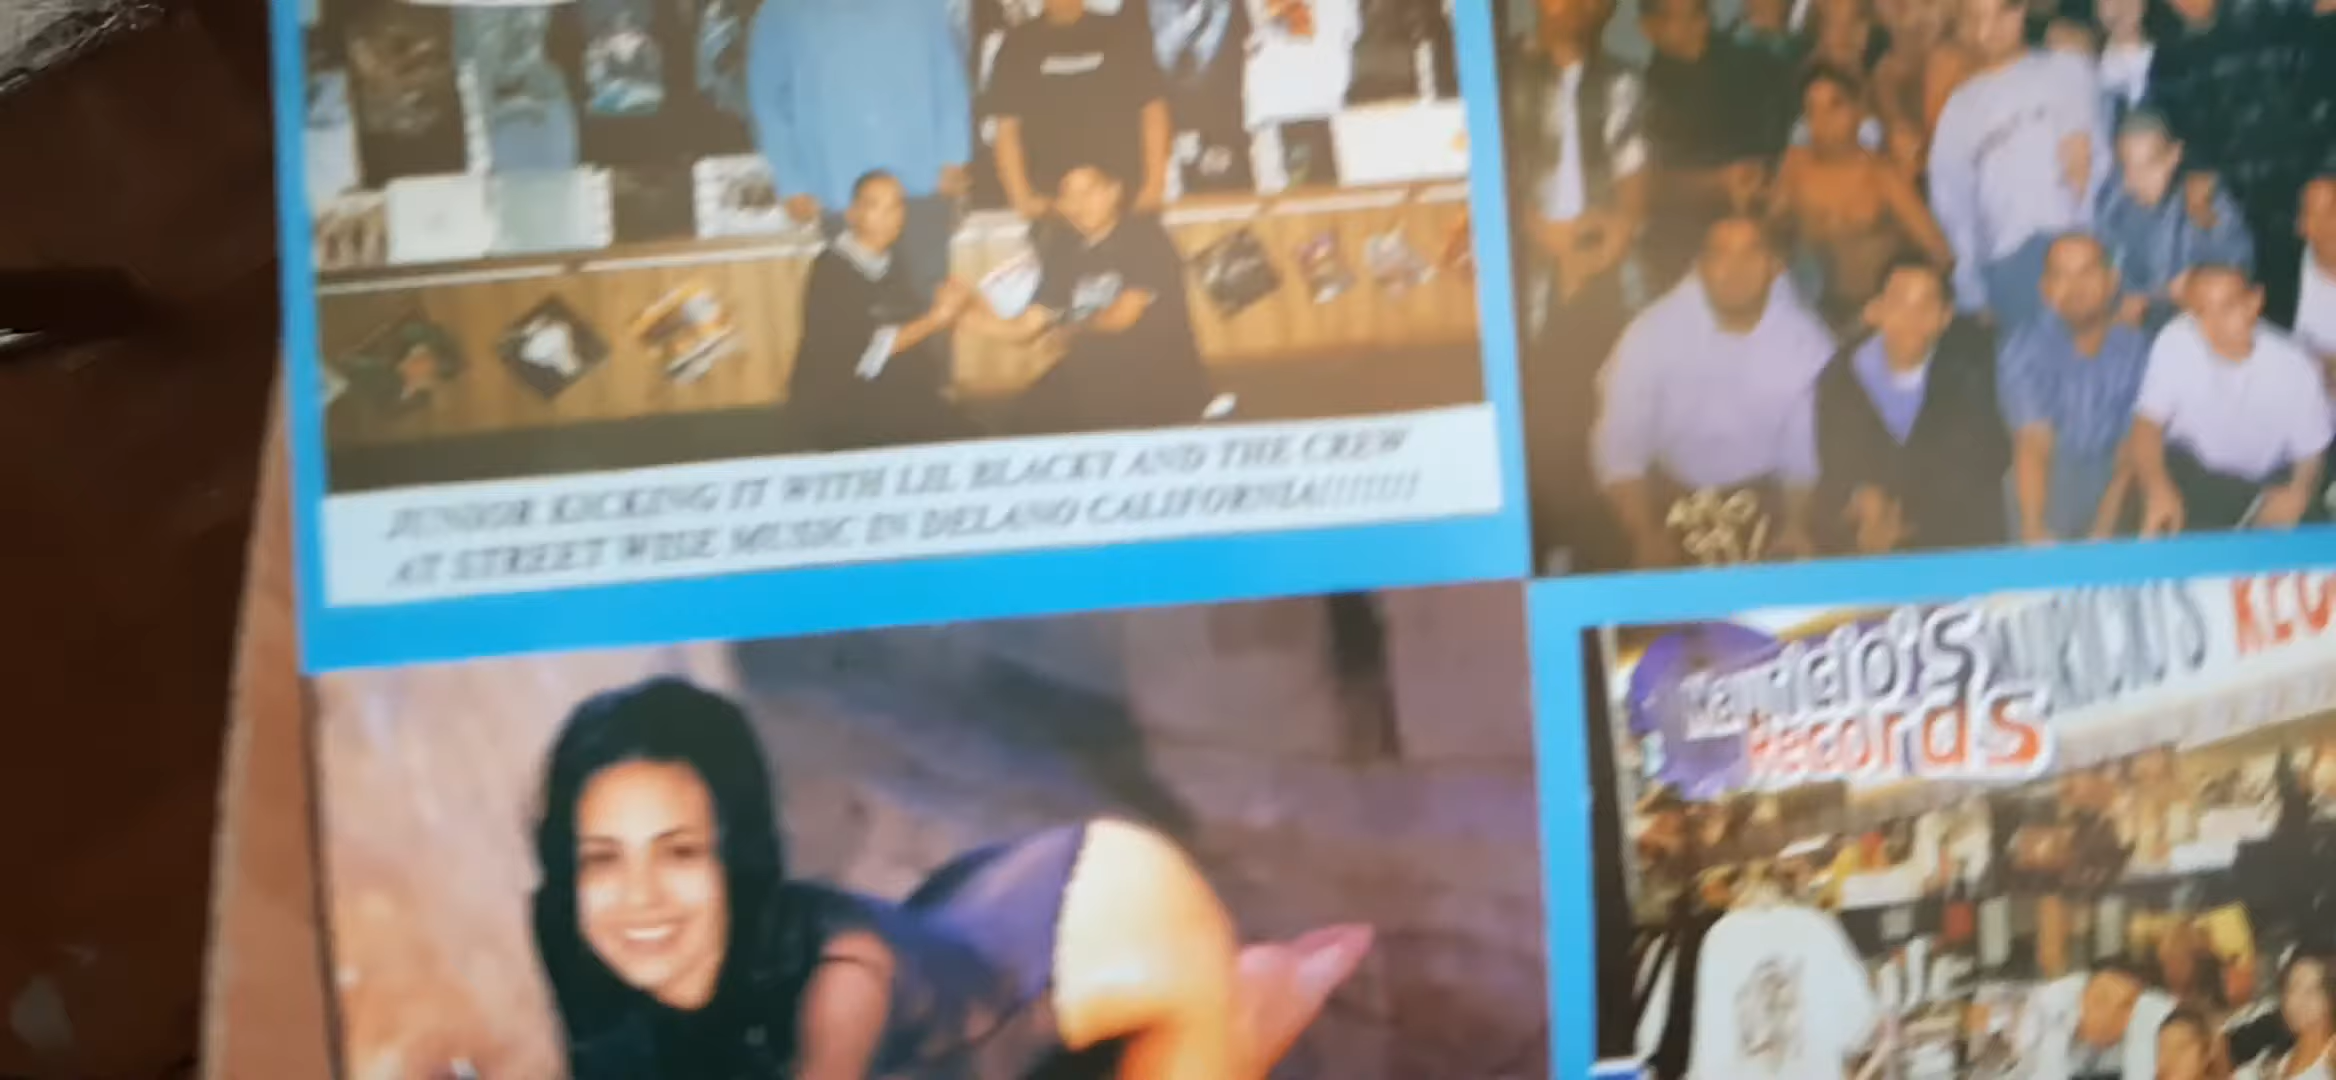 JUNIOR KICKING IT WITH LIL BLACKY AND THE CREW
AT STREET WISE MUSIC IN DELANO CALIFORNIA!!!!!!!!
Records